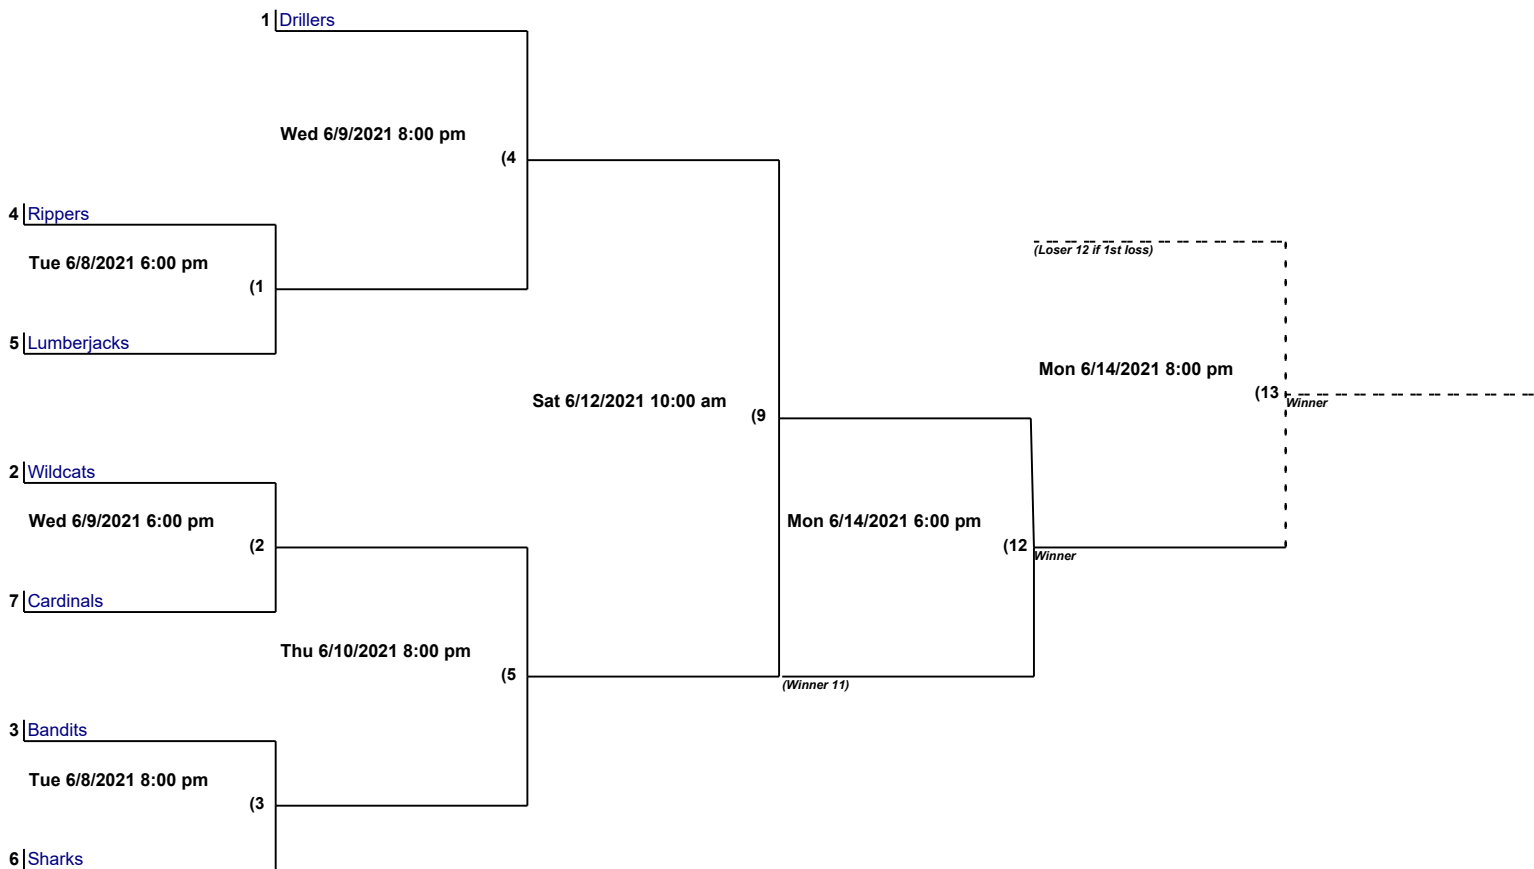 1 Drillers
Wed 6/9/2021 8:00 pm
(4
4 Rippers
Tue 6/8/2021 6:00 pm
(1
5 Lumberjacks
(Loser 12 if 1st loss)
Mon 6/14/2021 8:00 pm
(13
Winner
Sat 6/12/2021 10:00 am
(9
2 Wildcats
Wed 6/9/2021 6:00 pm
(2
Mon 6/14/2021 6:00 pm
(12
Winner
7 Cardinals
Thu 6/10/2021 8:00 pm
(5
(Winner 11)
3 Bandits
Tue 6/8/2021 8:00 pm
(3
6 Sharks